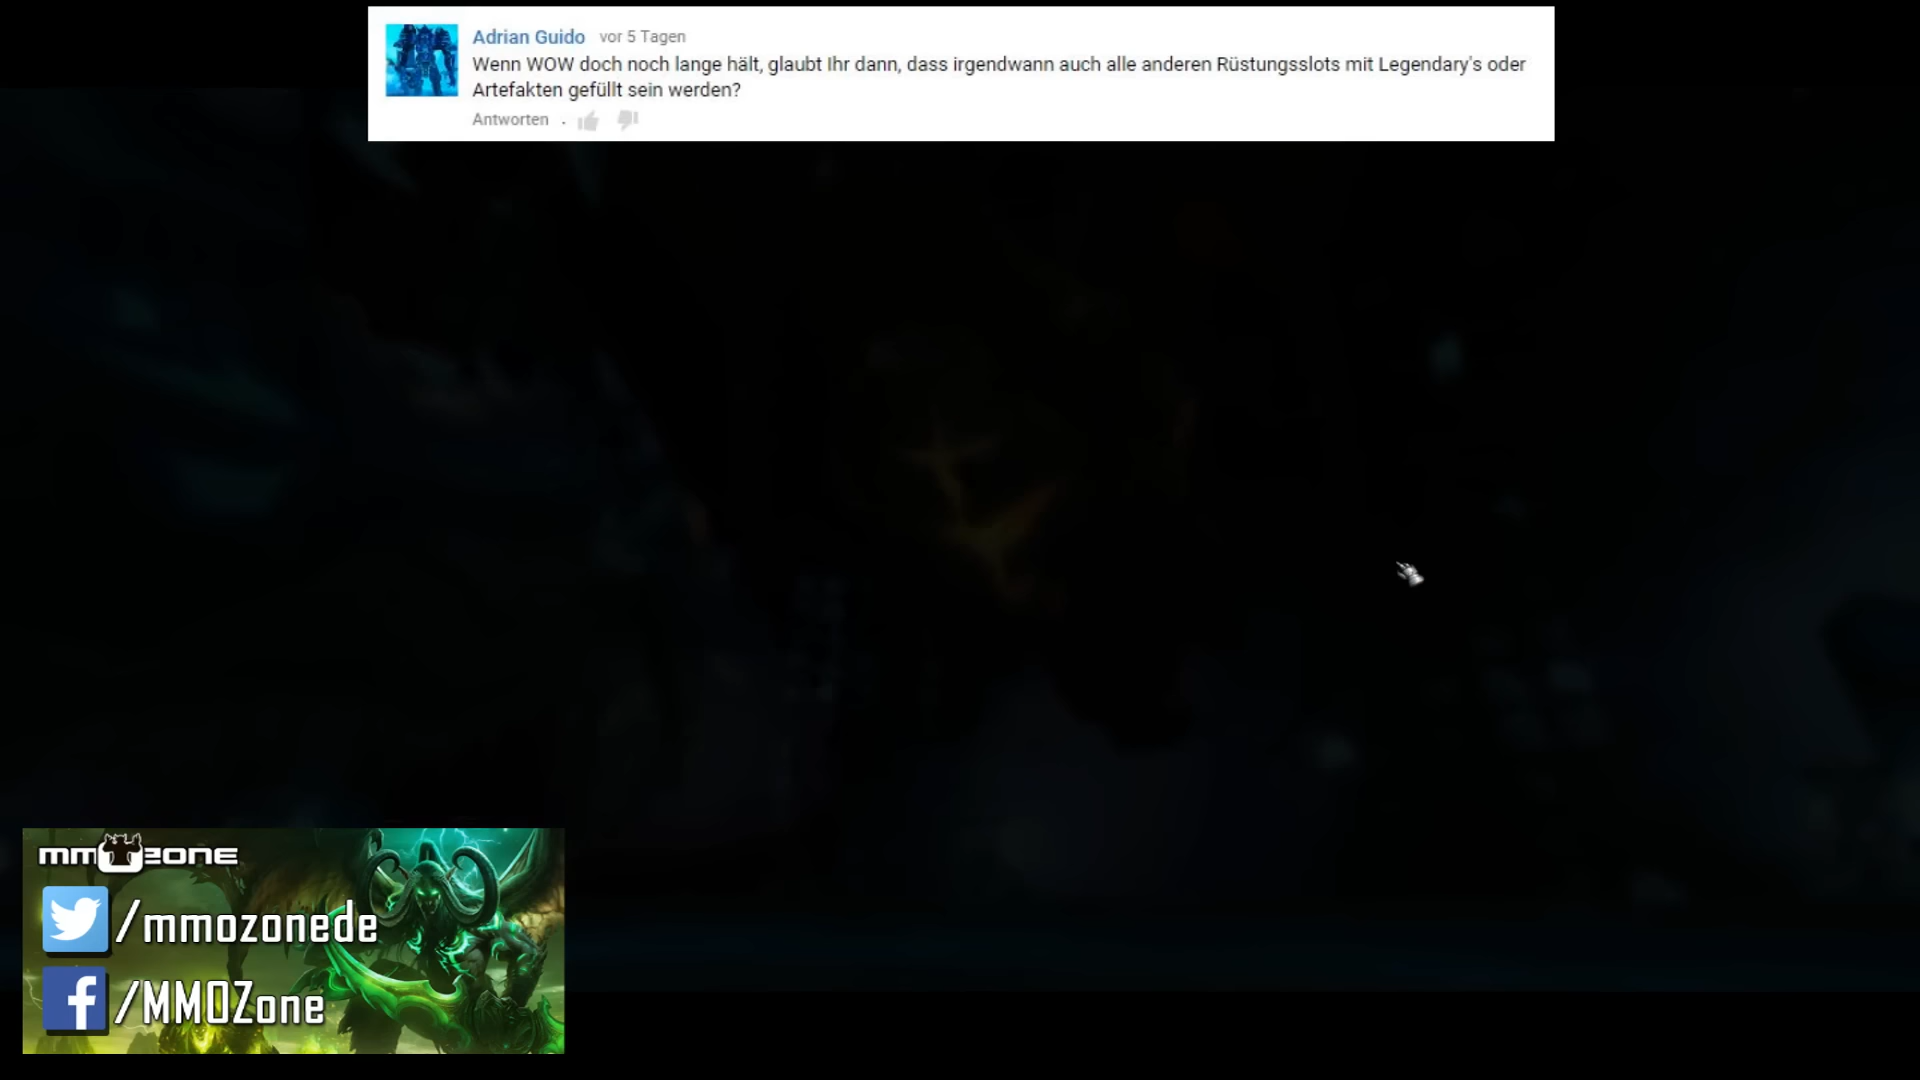 Adrian Guido vor 5 Tagen
Wenn WOW doch noch lange hält, glaubt Ihr dann, dass irgendwann auch alle anderen Rüstungsslots mit Legendary's oder
Artefakten gefüllt sein werden?
Antworten .
mmozone
/mmozonede
/MMOZone